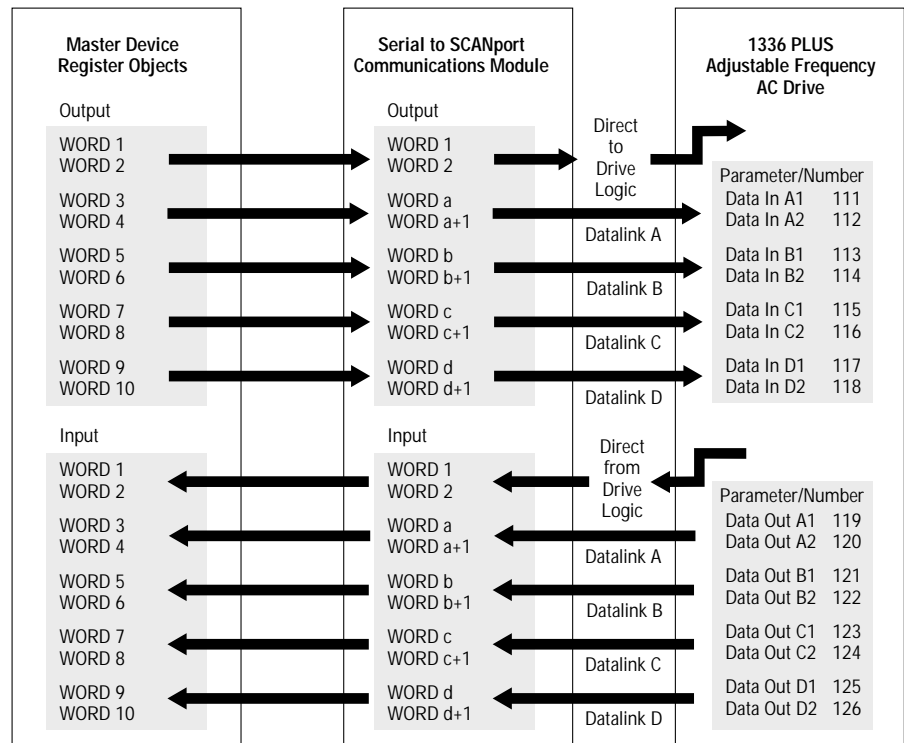 Master Device
Register Objects
Serial to SCANport
Communications Module
1336 PLUS
Adjustable Frequency
AC Drive
Output
WORD 1
WORD 2
WORD 3
WORD 4
WORD 5
WORD 6
WORD 7
WORD 8
WORD 9
WORD 10
Output
WORD 1
WORD 2
WORD a
WORD a+1
WORD b
WORD b+1
WORD c
WORD c+1
WORD d
WORD d+1
Direct
to
Drive
Logic
Datalink A
Datalink B
Datalink C
Datalink D
Parameter/Number
Data In A1 111
Data In A2 112
Data In B1 113
Data In B2 114
Data In C1 115
Data In C2 116
Data In D1 117
Data In D2 118
Input
WORD 1
WORD 2
WORD 3
WORD 4
WORD 5
WORD 6
WORD 7
WORD 8
WORD 9
WORD 10
Input
WORD 1
WORD 2
WORD a
WORD a+1
WORD b
WORD b+1
WORD c
WORD c+1
WORD d
WORD d+1
Direct
from
Drive
Logic
Datalink A
Datalink B
Datalink C
Datalink D
Parameter/Number
Data Out A1 119
Data Out A2 120
Data Out B1 121
Data Out B2 122
Data Out C1 123
Data Out C2 124
Data Out D1 125
Data Out D2 126